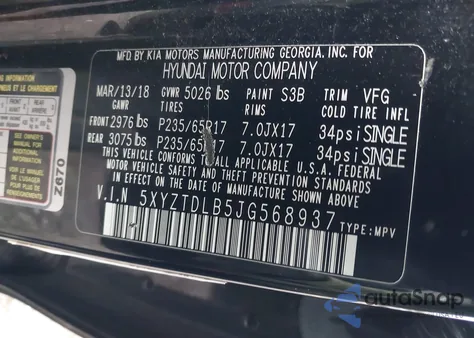 MFD. BY KIA MOTORS MANUFACTURING GEORGIA. INC. FOR
HYUNDAI MOTOR COMPANY
MAR/13/18 GVWR 5026 lbs PAINT S3B TRIM VFG
GAWR TIRES RIMS COLD TIRE INFL
FRONT 2976 lbs P235/65R17 7.0JX17 34psi SINGLE
REAR 3075 lbs P235/65R17 7.0JX17 34psi SINGLE
THIS VEHICLE CONFORMS TO ALL APPLICABLE U.S.A. FEDERAL
MOTOR VEHICLE SAFETY AND THEFT PREVENTION STANDARDS
IN EFFECT ON THE DATE OF MANUFACTURE SHOWN ABOVE.
V.I.N 5XYZTDLB5JG568937 TYPE: MPV
Z670
autoSnap